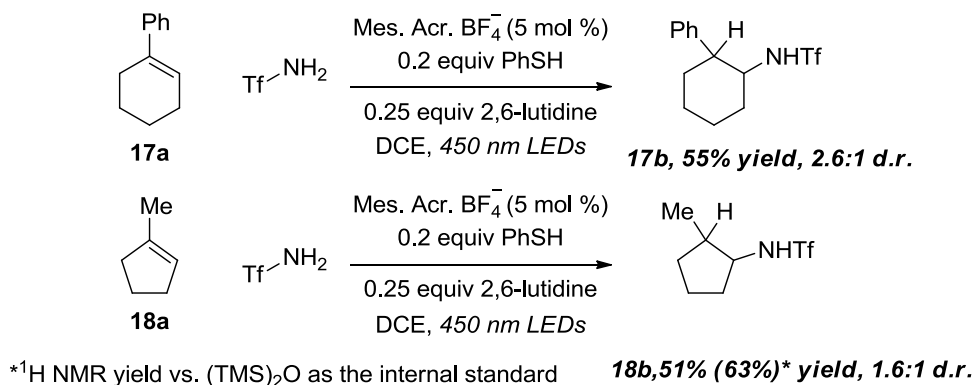 Ph
Tf NH₂
17a
Mes. Acr. BF₄⁻ (5 mol %)
0.2 equiv PhSH
0.25 equiv 2,6-lutidine
DCE, 450 nm LEDs
Ph H
NHTf
17b, 55% yield, 2.6:1 d.r.
Me
Tf NH₂
18a
Mes. Acr. BF₄⁻ (5 mol %)
0.2 equiv PhSH
0.25 equiv 2,6-lutidine
DCE, 450 nm LEDs
Me H
NHTf
*¹H NMR yield vs. (TMS)₂O as the internal standard
18b,51% (63%)* yield, 1.6:1 d.r.